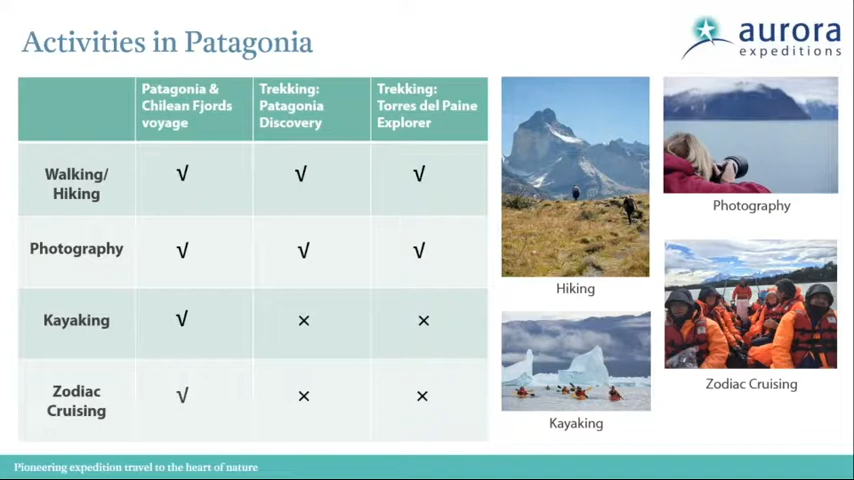 Activities in Patagonia
aurora
expeditions
Patagonia &
Chilean Fjords
voyage
Trekking:
Patagonia
Discovery
Trekking:
Torres del Paine
Explorer
Walking/
Hiking
√ √ √
Photography
√ √ √
Kayaking
√ × ×
Zodiac
Cruising
√ × ×
Hiking
Photography
Kayaking
Zodiac Cruising
Pioneering expedition travel to the heart of nature